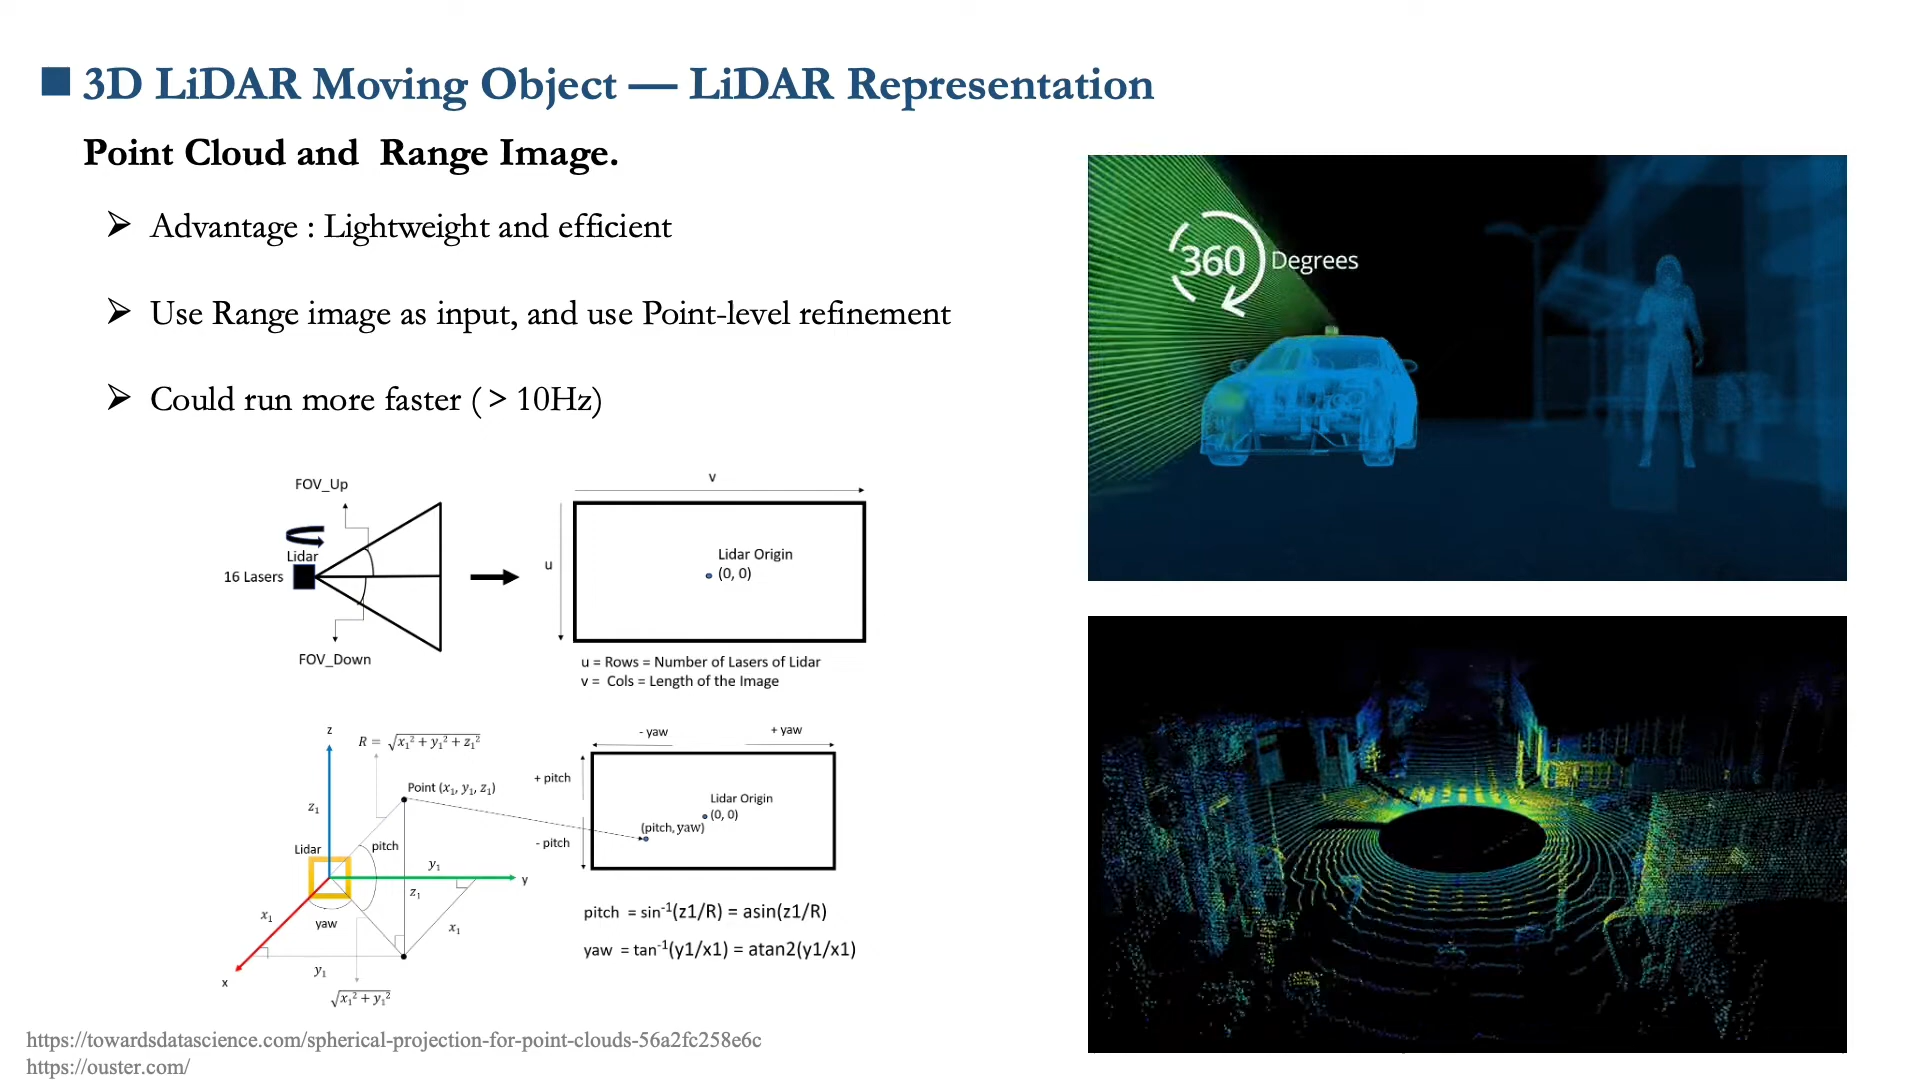 3D LiDAR Moving Object — LiDAR Representation
Point Cloud and Range Image.
Advantage : Lightweight and efficient
Use Range image as input, and use Point-level refinement
Could run more faster ( > 10Hz)
360 Degrees
FOV_Up
Lidar
16 Lasers
FOV_Down
v
u
Lidar Origin
(0, 0)
u = Rows = Number of Lasers of Lidar
v = Cols = Length of the Image
z
R = √(x₁² + y₁² + z₁²)
Point (x₁, y₁, z₁)
z₁
Lidar
pitch
y₁
y
z₁
x₁
yaw
x₁
y₁
x
√(x₁² + y₁²)
- yaw
+ yaw
+ pitch
- pitch
Lidar Origin
(0, 0)
(pitch, yaw)
pitch = sin⁻¹(z1/R) = asin(z1/R)
yaw = tan⁻¹(y1/x1) = atan2(y1/x1)
https://towardsdatascience.com/spherical-projection-for-point-clouds-56a2fc258e6c
https://ouster.com/